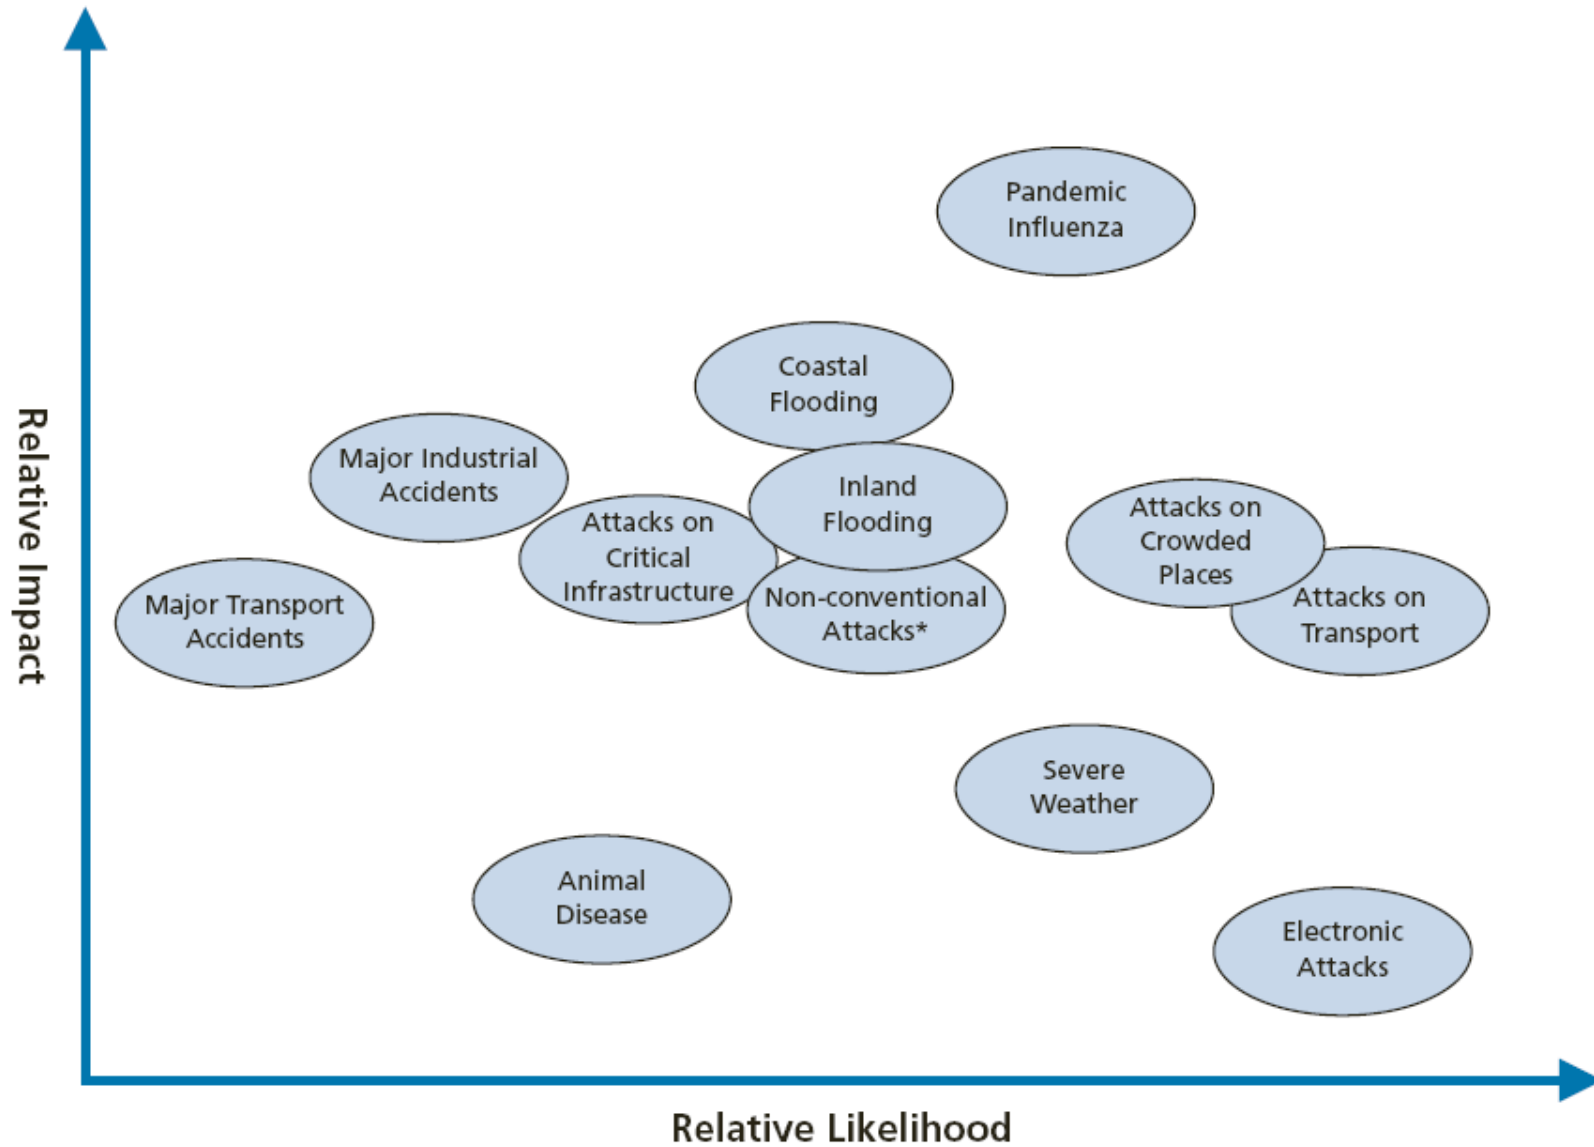 Pandemic
Influenza
Coastal
Flooding
Major Industrial
Accidents
Inland
Flooding
Attacks on
Critical
Infrastructure
Attacks on
Crowded
Places
Major Transport
Accidents
Non-conventional
Attacks*
Attacks on
Transport
Severe
Weather
Animal
Disease
Electronic
Attacks
Relative Impact
Relative Likelihood